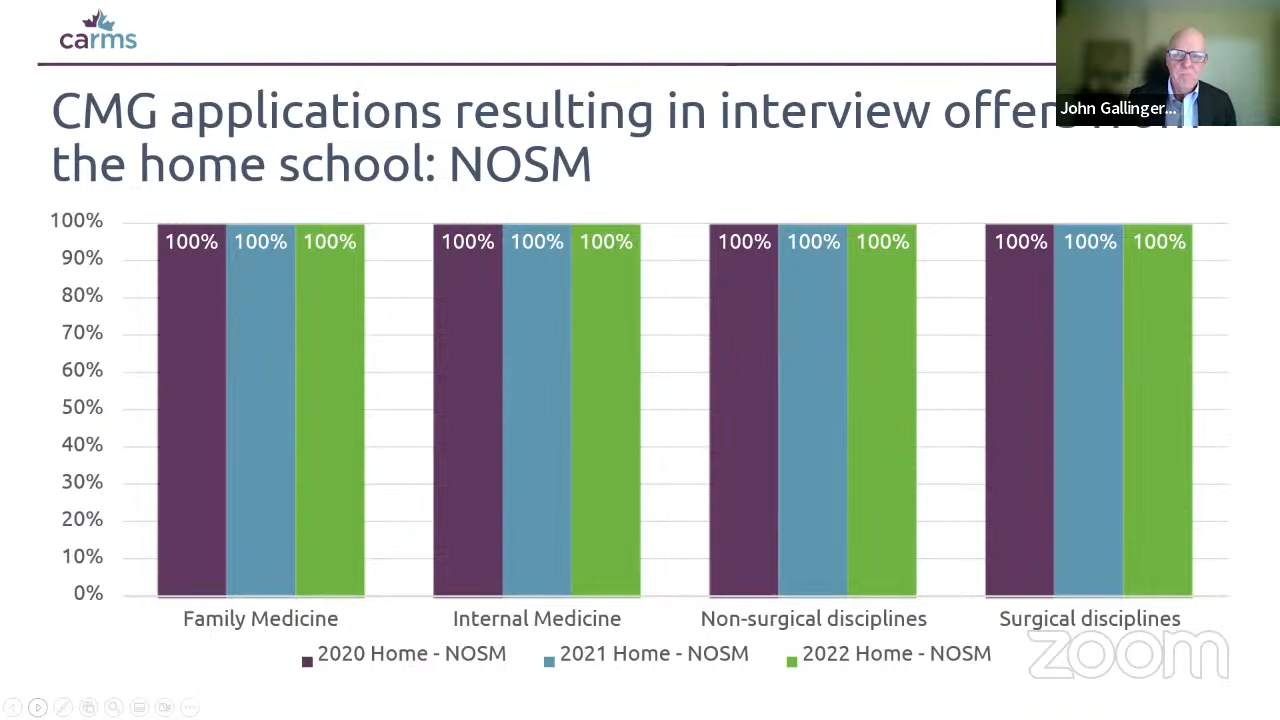 carms
John Gallinger...
CMG applications resulting in interview offers from
the home school: NOSM
100%
90%
80%
70%
60%
50%
40%
30%
20%
10%
0%
100% 100% 100%
100% 100% 100%
100% 100% 100%
100% 100% 100%
Family Medicine
Internal Medicine
Non-surgical disciplines
Surgical disciplines
2020 Home - NOSM
2021 Home - NOSM
2022 Home - NOSM
zoom